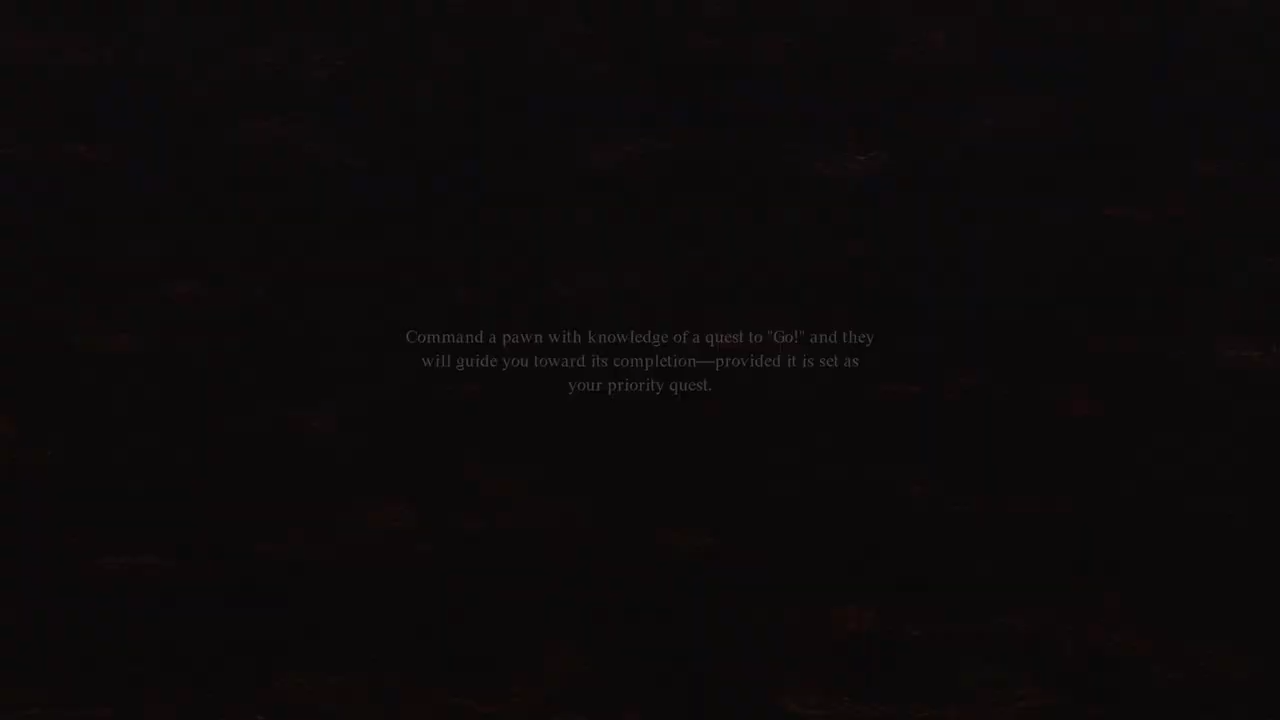 Command a pawn with knowledge of a quest to "Go!" and they
will guide you toward its completion—provided it is set as
your priority quest.